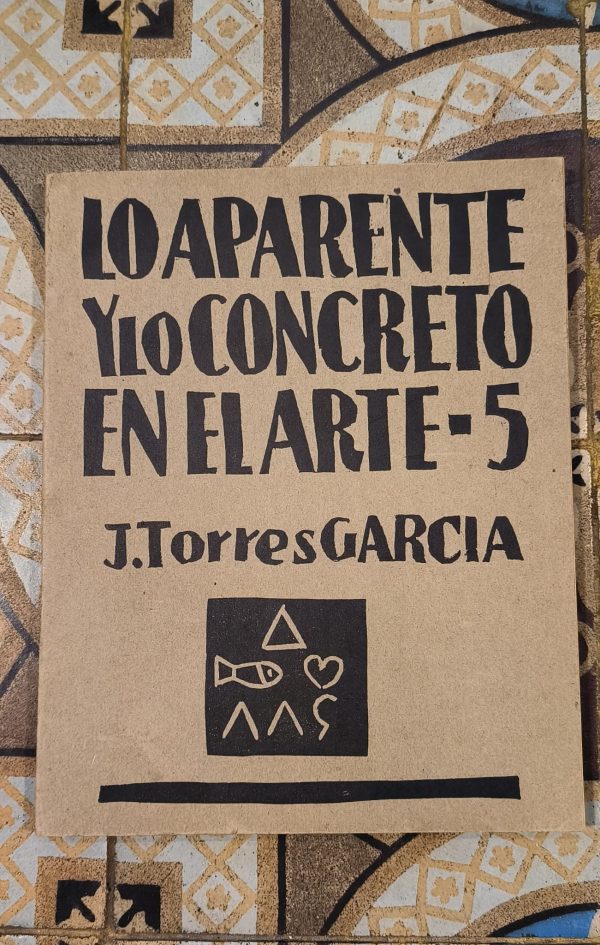 LO APARENTE
Y LO CONCRETO
EN EL ARTE-5
J.Torres GARCIA